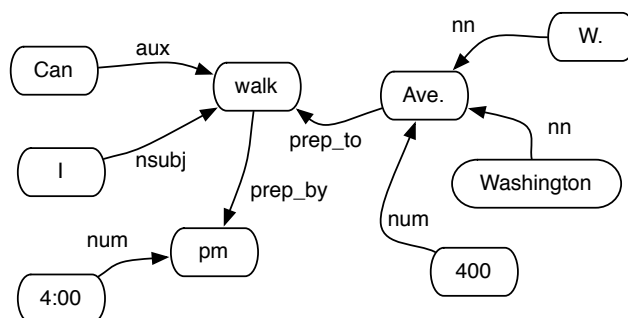 nn
W.
aux
Can
walk
Ave.
prep_to
nn
I
nsubj
Washington
prep_by
num
num
pm
400
4:00